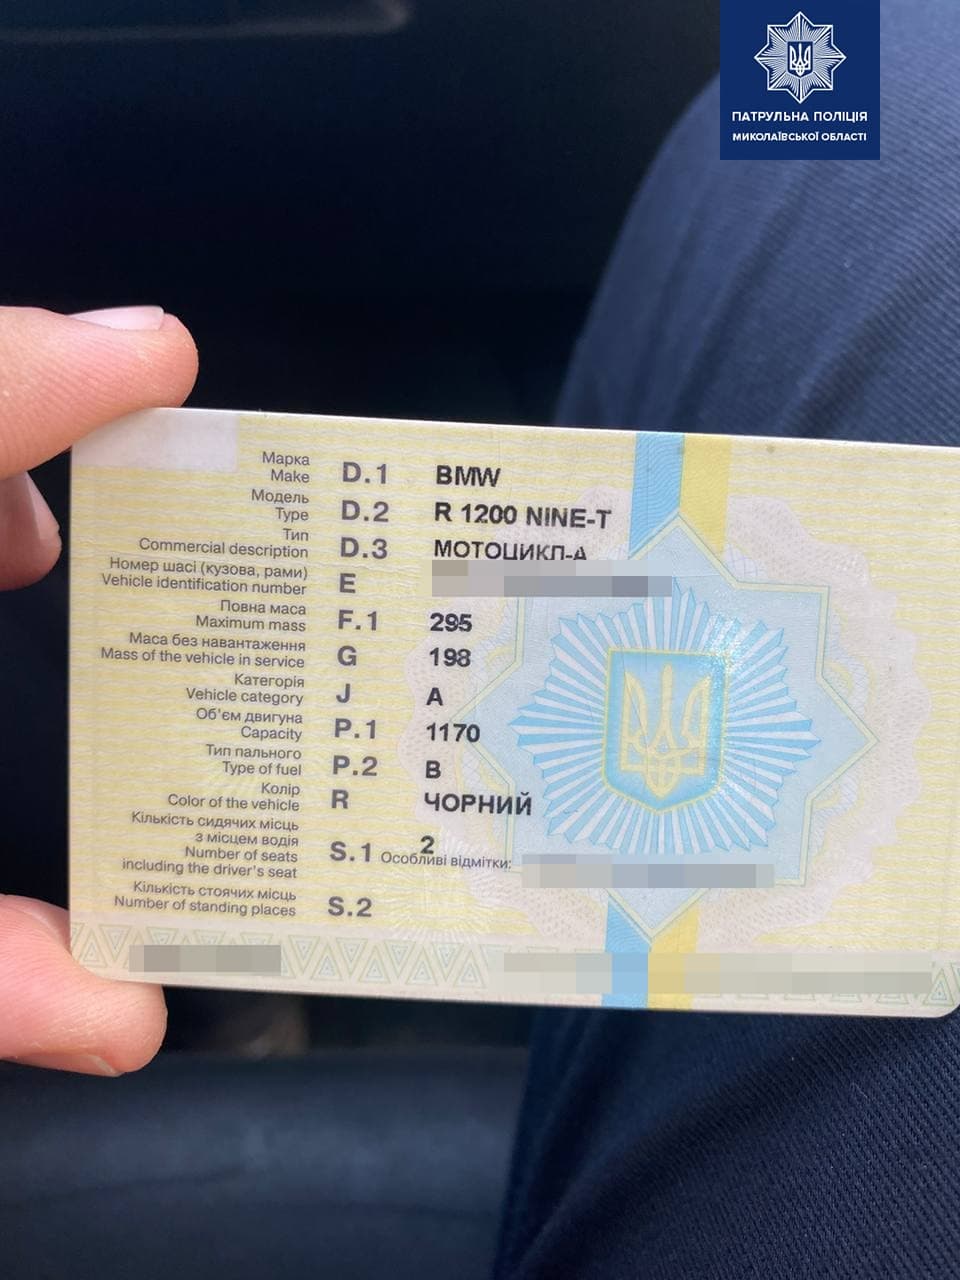 ПАТРУЛЬНА ПОЛІЦІЯ
МИКОЛАЇВСЬКОЇ ОБЛАСТІ
Марка
Make D.1 BMW
Модель
Type D.2 R 1200 NINE-T
Тип
Commercial description D.3 МОТОЦИКЛ-А
Номер шасі (кузова, рами)
Vehicle identification number E
Повна маса
Maximum mass F.1 295
Маса без навантаження
Mass of the vehicle in service G 198
Категорія
Vehicle category J A
Об'єм двигуна
Capacity P.1 1170
Тип пального
Type of fuel P.2 B
Колір
Color of the vehicle R ЧОРНИЙ
Кількість сидячих місць
з місцем водія
Number of seats
including the driver's seat S.1 2
Особливі відмітки:
Кількість стоячих місць
Number of standing places S.2